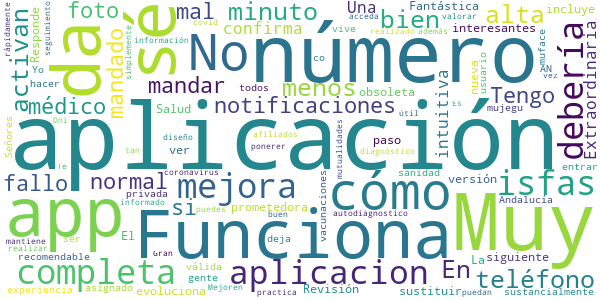 aplicación
número
Funciona
Muy
app
No
cómo
sé
da
mejora
completa
aplicacion
En
isfas
teléfono
debería
alta
bien
minuto
mal
menos
notificaciones
mandar
mandado
activan
médico
normal
fallo
foto
si
Tengo
confirma
intuitiva
Extraordinaria
Una
Fantástica
incluye
interesantes
Responde
seguimiento
Yo
hacer
Salud
ver
El
prometedora
deja
paso
obsoleta
todos
vive
co
covid
información
simplemente
rápidamente
Señores
Dni
le
tan
diseño
ponerer
privada
informado
puedes
afiliados
coronavirus
buen
autodiagnostico
vacunaciones
mutualidades
diagnóstico
útil
sanidad
versión
La
siguiente
nueva
usuario
Es
acceda
valorar
realizado
además
AN
vez
muface
mujegu
entrar
Andalucia
mantiene
ser
realizar
recomendable
experiencia
asignado
evoluciona
válida
gente
Gran
Mejoren
practica
Revisión
sustituir
puedan
sustancialmente